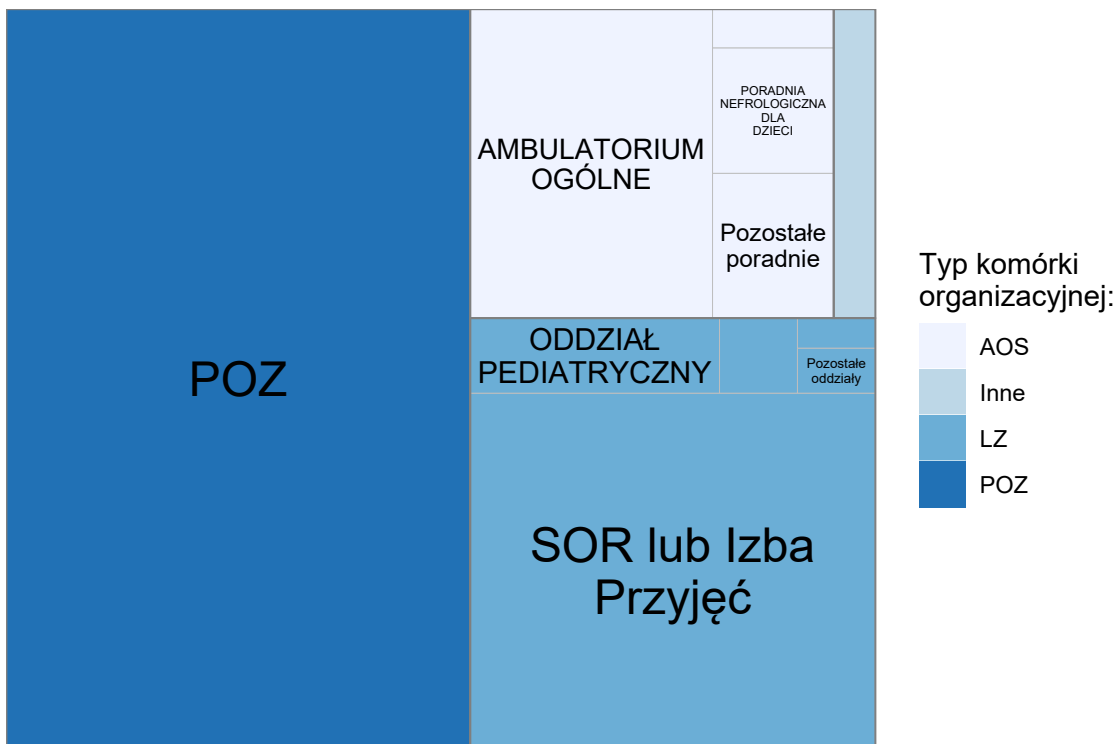 POZ
AMBULATORIUM
OGÓLNE
PORADNIA
NEFROLOGICZNA
DLA
DZIECI
Pozostałe
poradnie
ODDZIAŁ
PEDIATRYCZNY
Pozostałe
oddziały
SOR lub Izba
Przyjęć
Typ komórki
organizacyjnej:
AOS
Inne
LZ
POZ